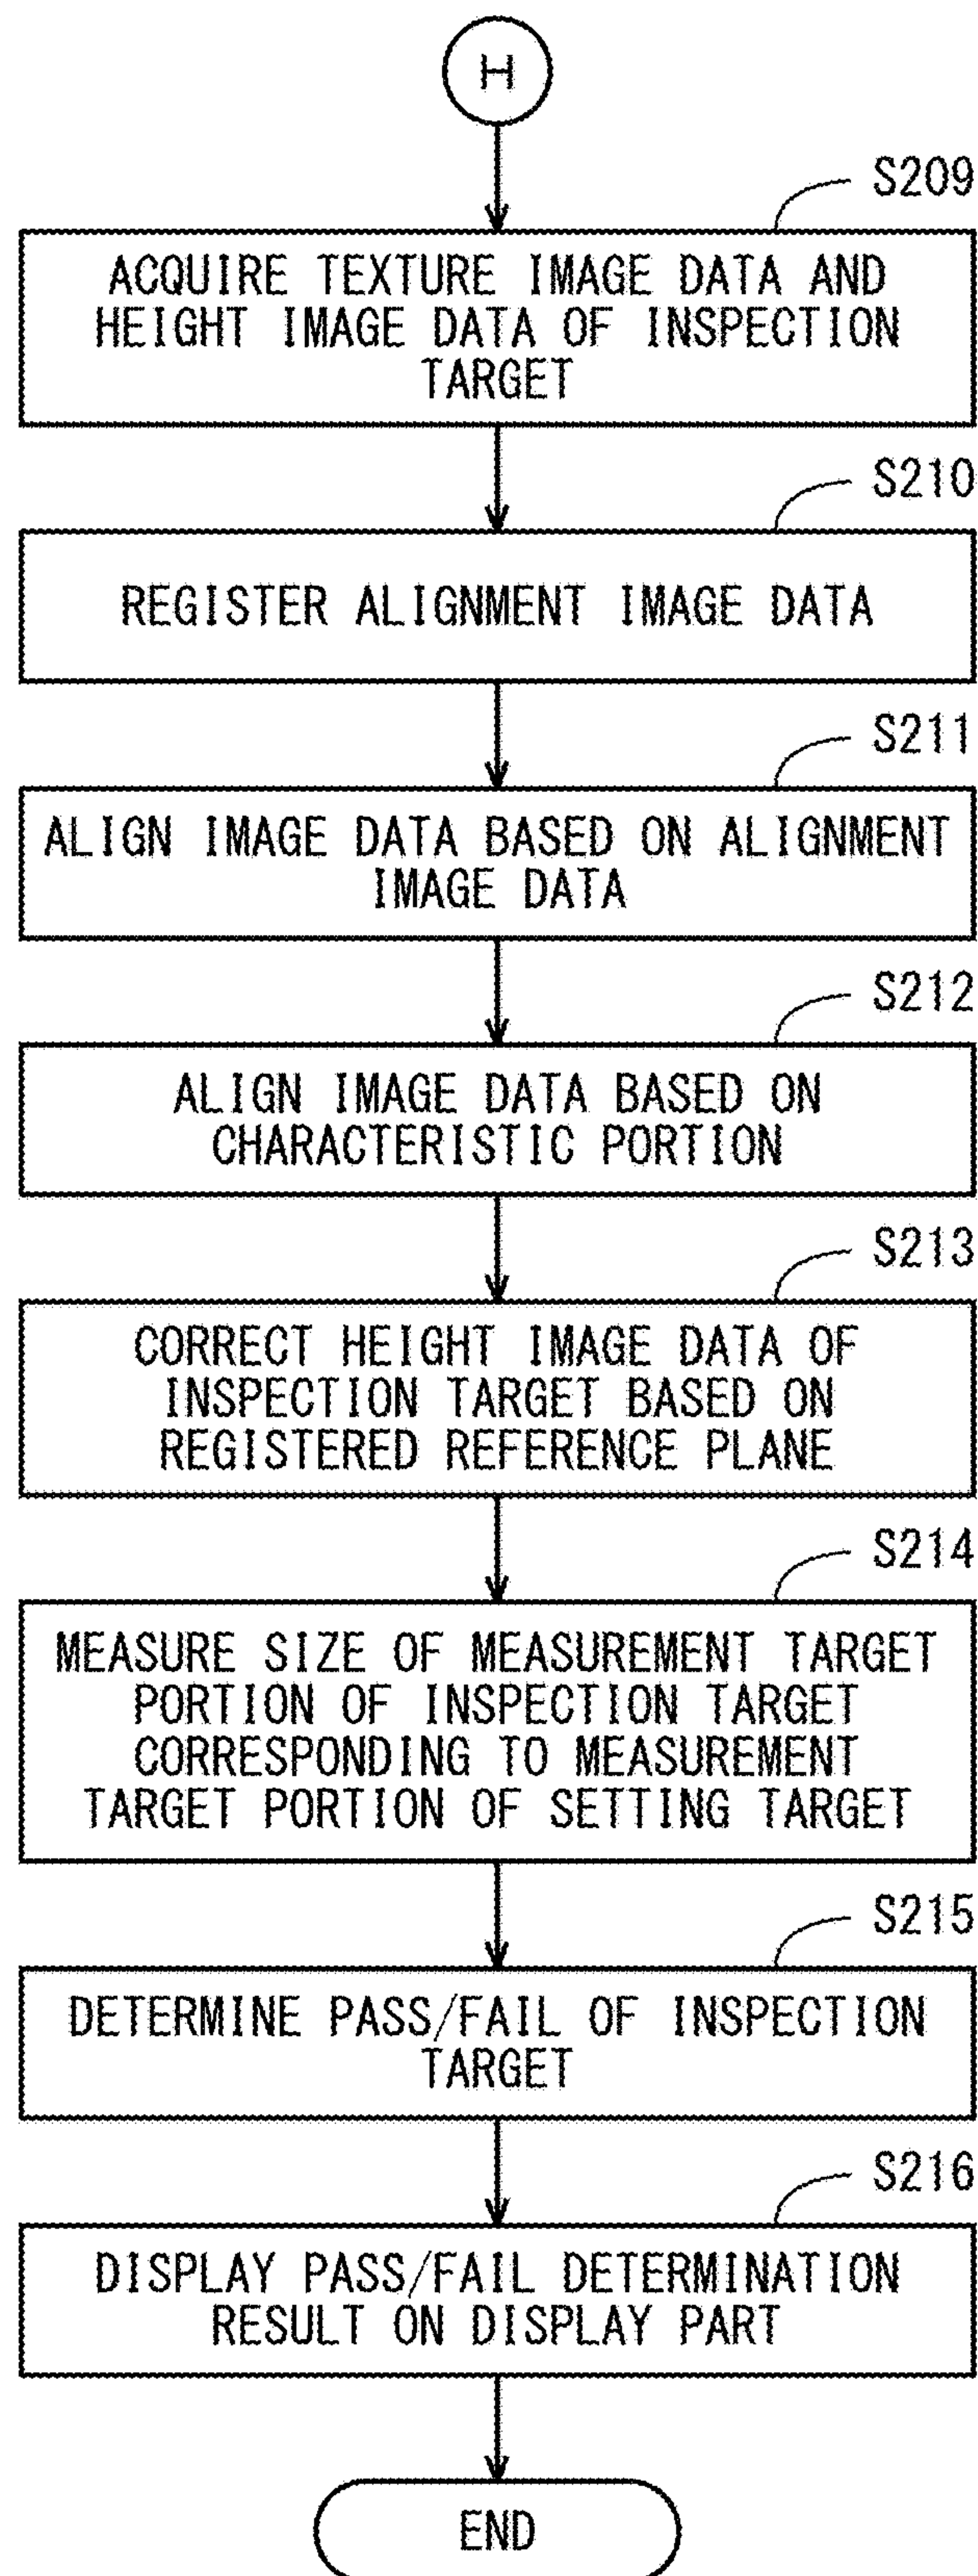 H
S209
ACQUIRE TEXTURE IMAGE DATA AND
HEIGHT IMAGE DATA OF INSPECTION
TARGET
S210
REGISTER ALIGNMENT IMAGE DATA
S211
ALIGN IMAGE DATA BASED ON ALIGNMENT
IMAGE DATA
S212
ALIGN IMAGE DATA BASED ON
CHARACTERISTIC PORTION
S213
CORRECT HEIGHT IMAGE DATA OF
INSPECTION TARGET BASED ON
REGISTERED REFERENCE PLANE
S214
MEASURE SIZE OF MEASUREMENT TARGET
PORTION OF INSPECTION TARGET
CORRESPONDING TO MEASUREMENT
TARGET PORTION OF SETTING TARGET
S215
DETERMINE PASS/FAIL OF INSPECTION
TARGET
S216
DISPLAY PASS/FAIL DETERMINATION
RESULT ON DISPLAY PART
END